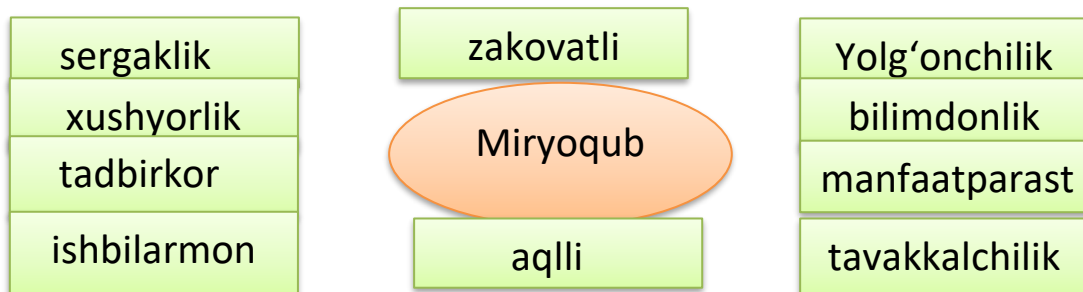 sergaklik
xushyorlik
tadbirkor
ishbilarmon
zakovatli
Miryoqub
aqlli
Yolg‘onchilik
bilimdonlik
manfaatparast
tavakkalchilik